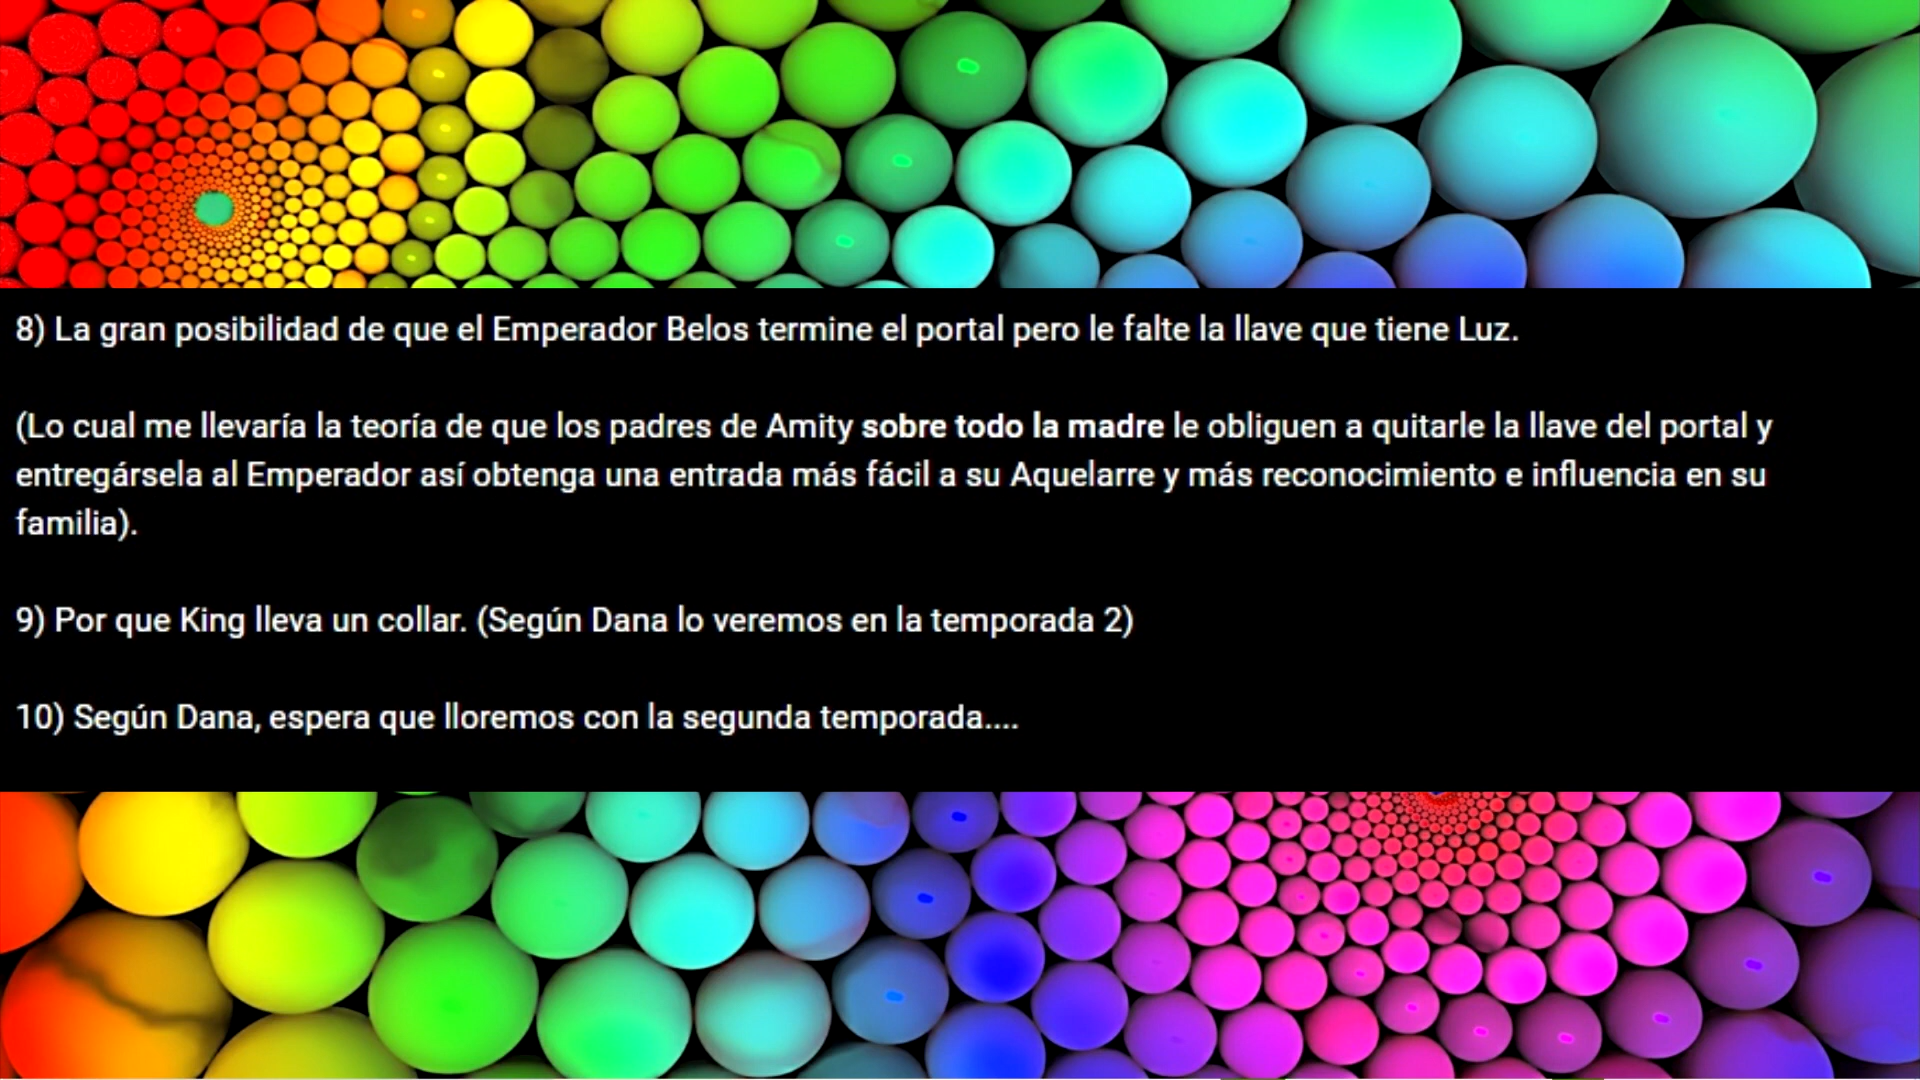 8) La gran posibilidad de que el Emperador Belos termine el portal pero le falte la llave que tiene Luz.
(Lo cual me llevaría la teoría de que los padres de Amity sobre todo la madre le obliguen a quitarle la llave del portal y
entregársela al Emperador así obtenga una entrada más fácil a su Aquelarre y más reconocimiento e influencia en su
familia).
9) Por que King lleva un collar. (Según Dana lo veremos en la temporada 2)
10) Según Dana, espera que lloremos con la segunda temporada....